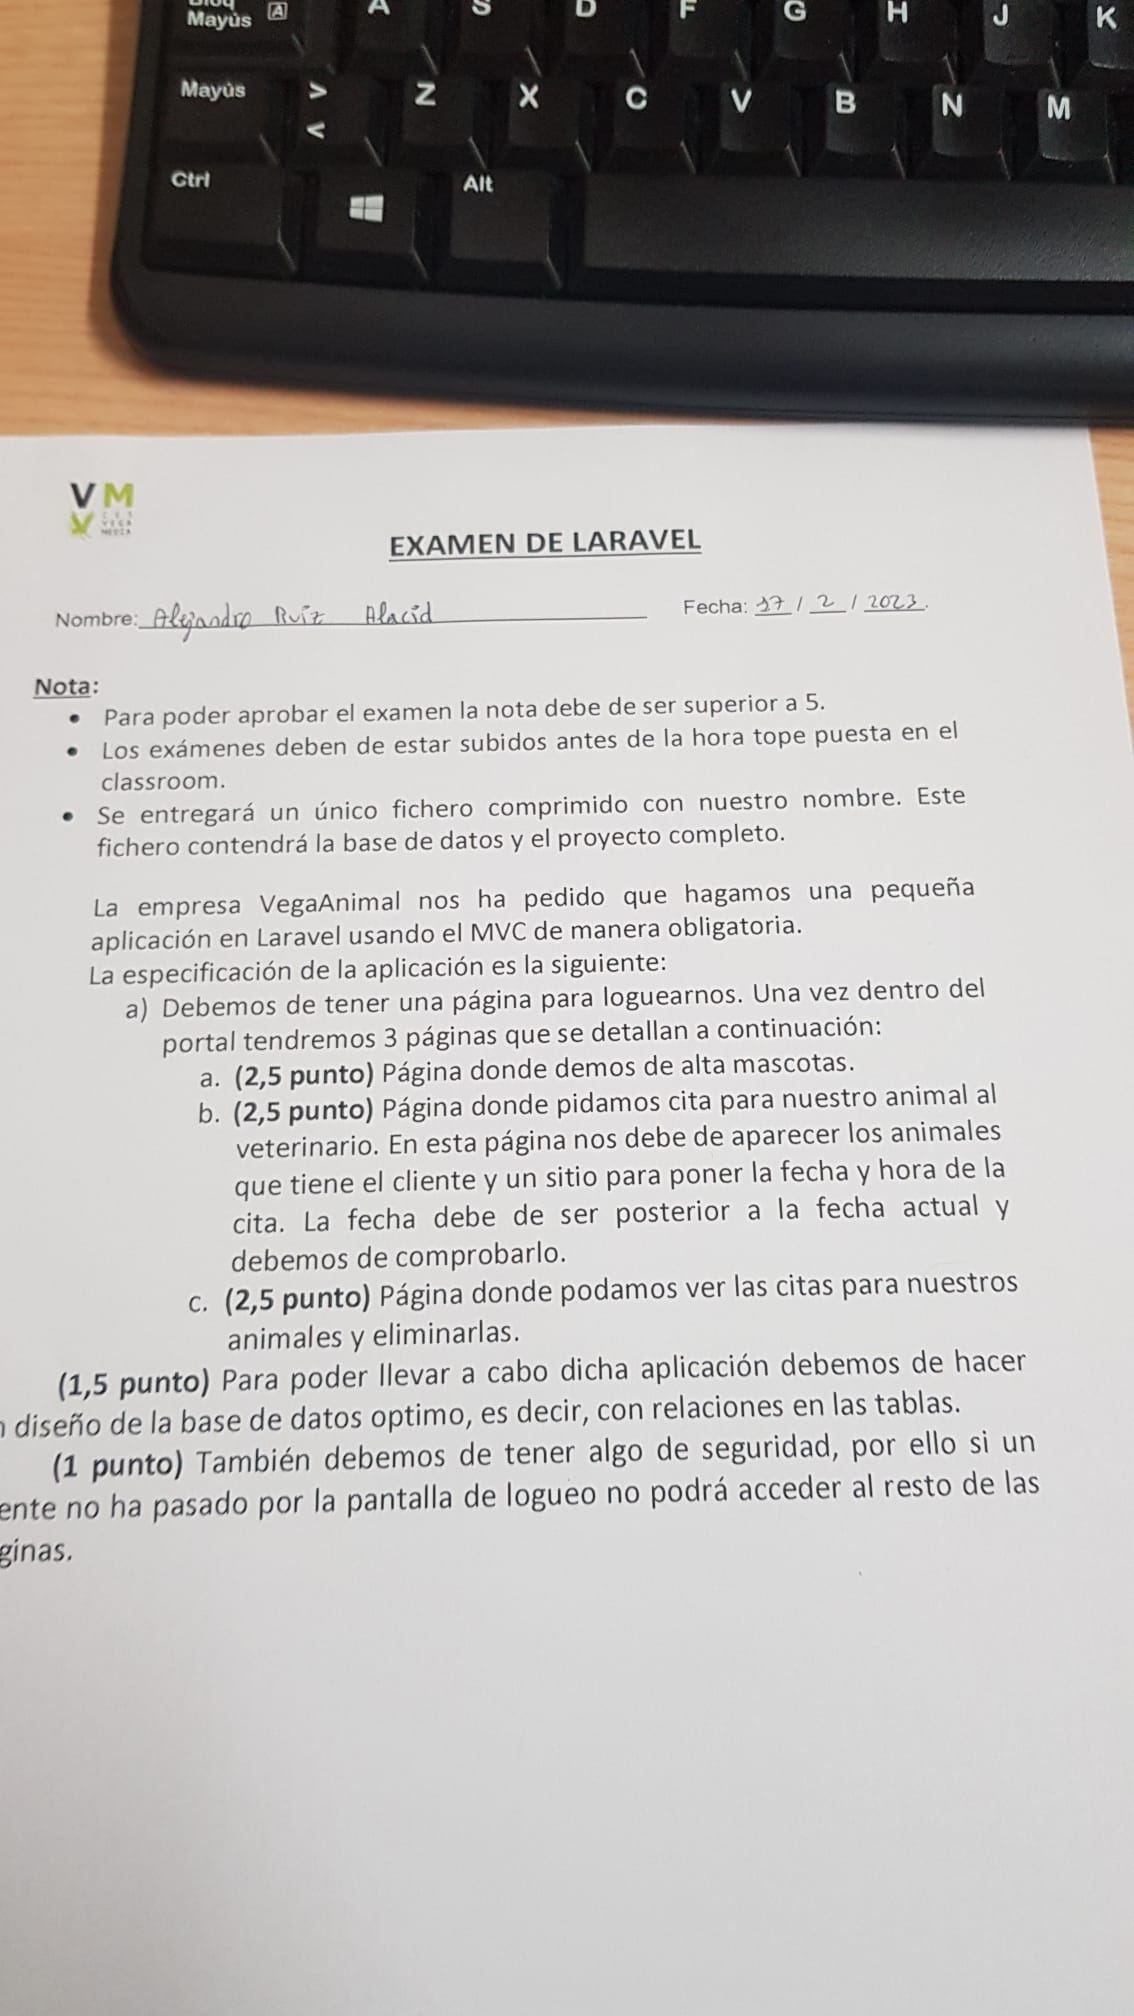 Mayús A A S D F G H J K
Mayús > < Z X C V B N M
Ctrl Alt
VM
VEGA
MEDIA
EXAMEN DE LARAVEL
Nombre: Alejandro Ruiz Alacid Fecha: 17 / 2 / 2023.
Nota:
• Para poder aprobar el examen la nota debe de ser superior a 5.
• Los exámenes deben de estar subidos antes de la hora tope puesta en el
classroom.
• Se entregará un único fichero comprimido con nuestro nombre. Este
fichero contendrá la base de datos y el proyecto completo.
La empresa VegaAnimal nos ha pedido que hagamos una pequeña
aplicación en Laravel usando el MVC de manera obligatoria.
La especificación de la aplicación es la siguiente:
a) Debemos de tener una página para loguearnos. Una vez dentro del
portal tendremos 3 páginas que se detallan a continuación:
a. (2,5 punto) Página donde demos de alta mascotas.
b. (2,5 punto) Página donde pidamos cita para nuestro animal al
veterinario. En esta página nos debe de aparecer los animales
que tiene el cliente y un sitio para poner la fecha y hora de la
cita. La fecha debe de ser posterior a la fecha actual y
debemos de comprobarlo.
c. (2,5 punto) Página donde podamos ver las citas para nuestros
animales y eliminarlas.
(1,5 punto) Para poder llevar a cabo dicha aplicación debemos de hacer
diseño de la base de datos optimo, es decir, con relaciones en las tablas.
(1 punto) También debemos de tener algo de seguridad, por ello si un
ente no ha pasado por la pantalla de logueo no podrá acceder al resto de las
ginas.